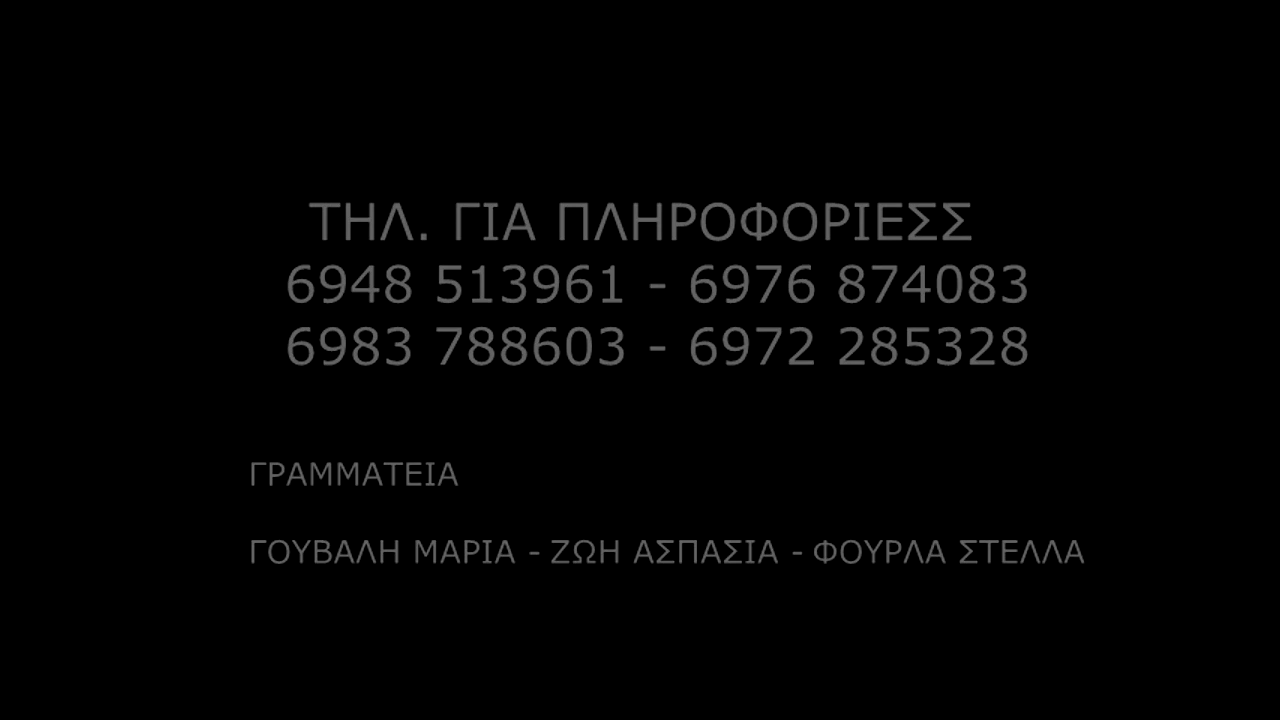 ΤΗΛ. ΓΙΑ ΠΛΗΡΟΦΟΡΙΕΣΣ
6948 513961 - 6976 874083
6983 788603 - 6972 285328
ΓΡΑΜΜΑΤΕΙΑ
ΓΟΥΒΑΛΗ ΜΑΡΙΑ - ΖΩΗ ΑΣΠΑΣΙΑ - ΦΟΥΡΛΑ ΣΤΕΛΛΑ